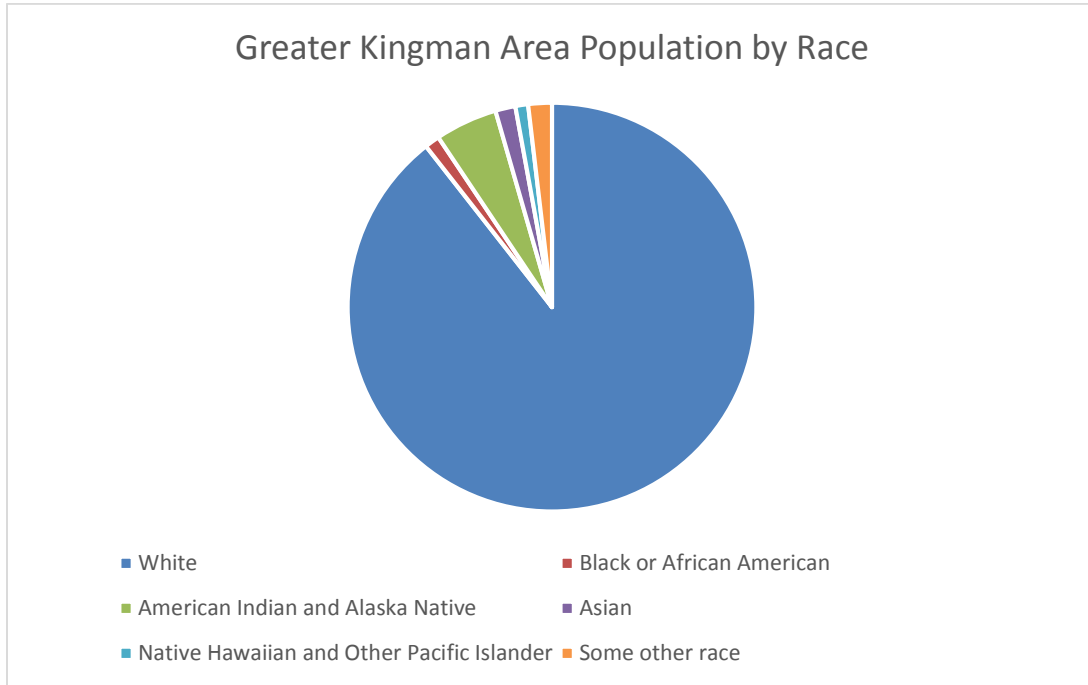 Greater Kingman Area Population by Race
White
Black or African American
American Indian and Alaska Native
Asian
Native Hawaiian and Other Pacific Islander
Some other race